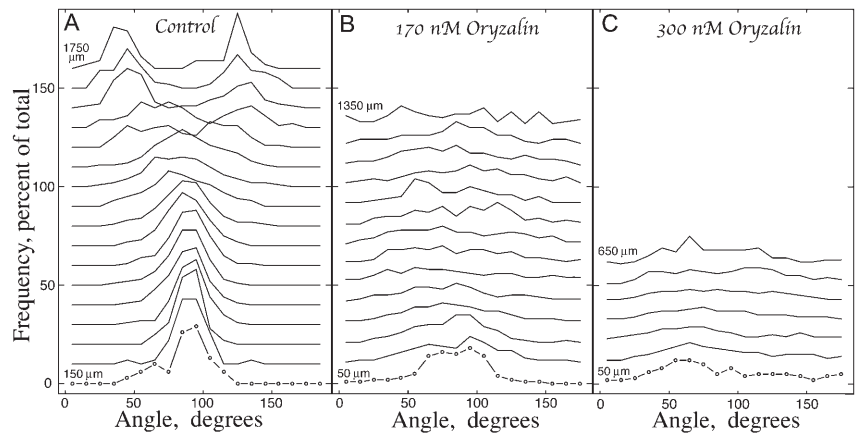 A Control
B 170 nM Oryzalin
C 300 nM Oryzalin
Frequency, percent of total
150
100
50
0
1750
μm
150 μm
1350 μm
50 μm
650 μm
50 μm
0 50 100 150
0 50 100 150
0 50 100 150
Angle, degrees
Angle, degrees
Angle, degrees